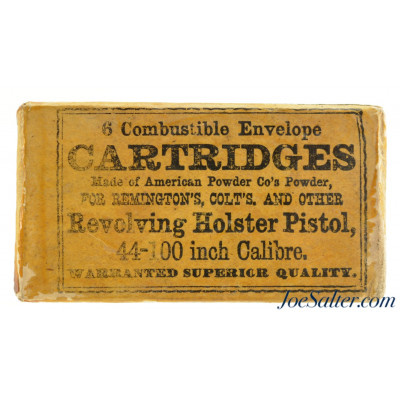 6 Combustible Envelope
CARTRIDGES
Made of American Powder Co's Powder,
FOR REMINGTON'S, COLT'S, AND OTHER
Revolving Holster Pistol,
44-100 inch Calibre.
WARRANTED SUPERIOR QUALITY.
JoeSalter.com